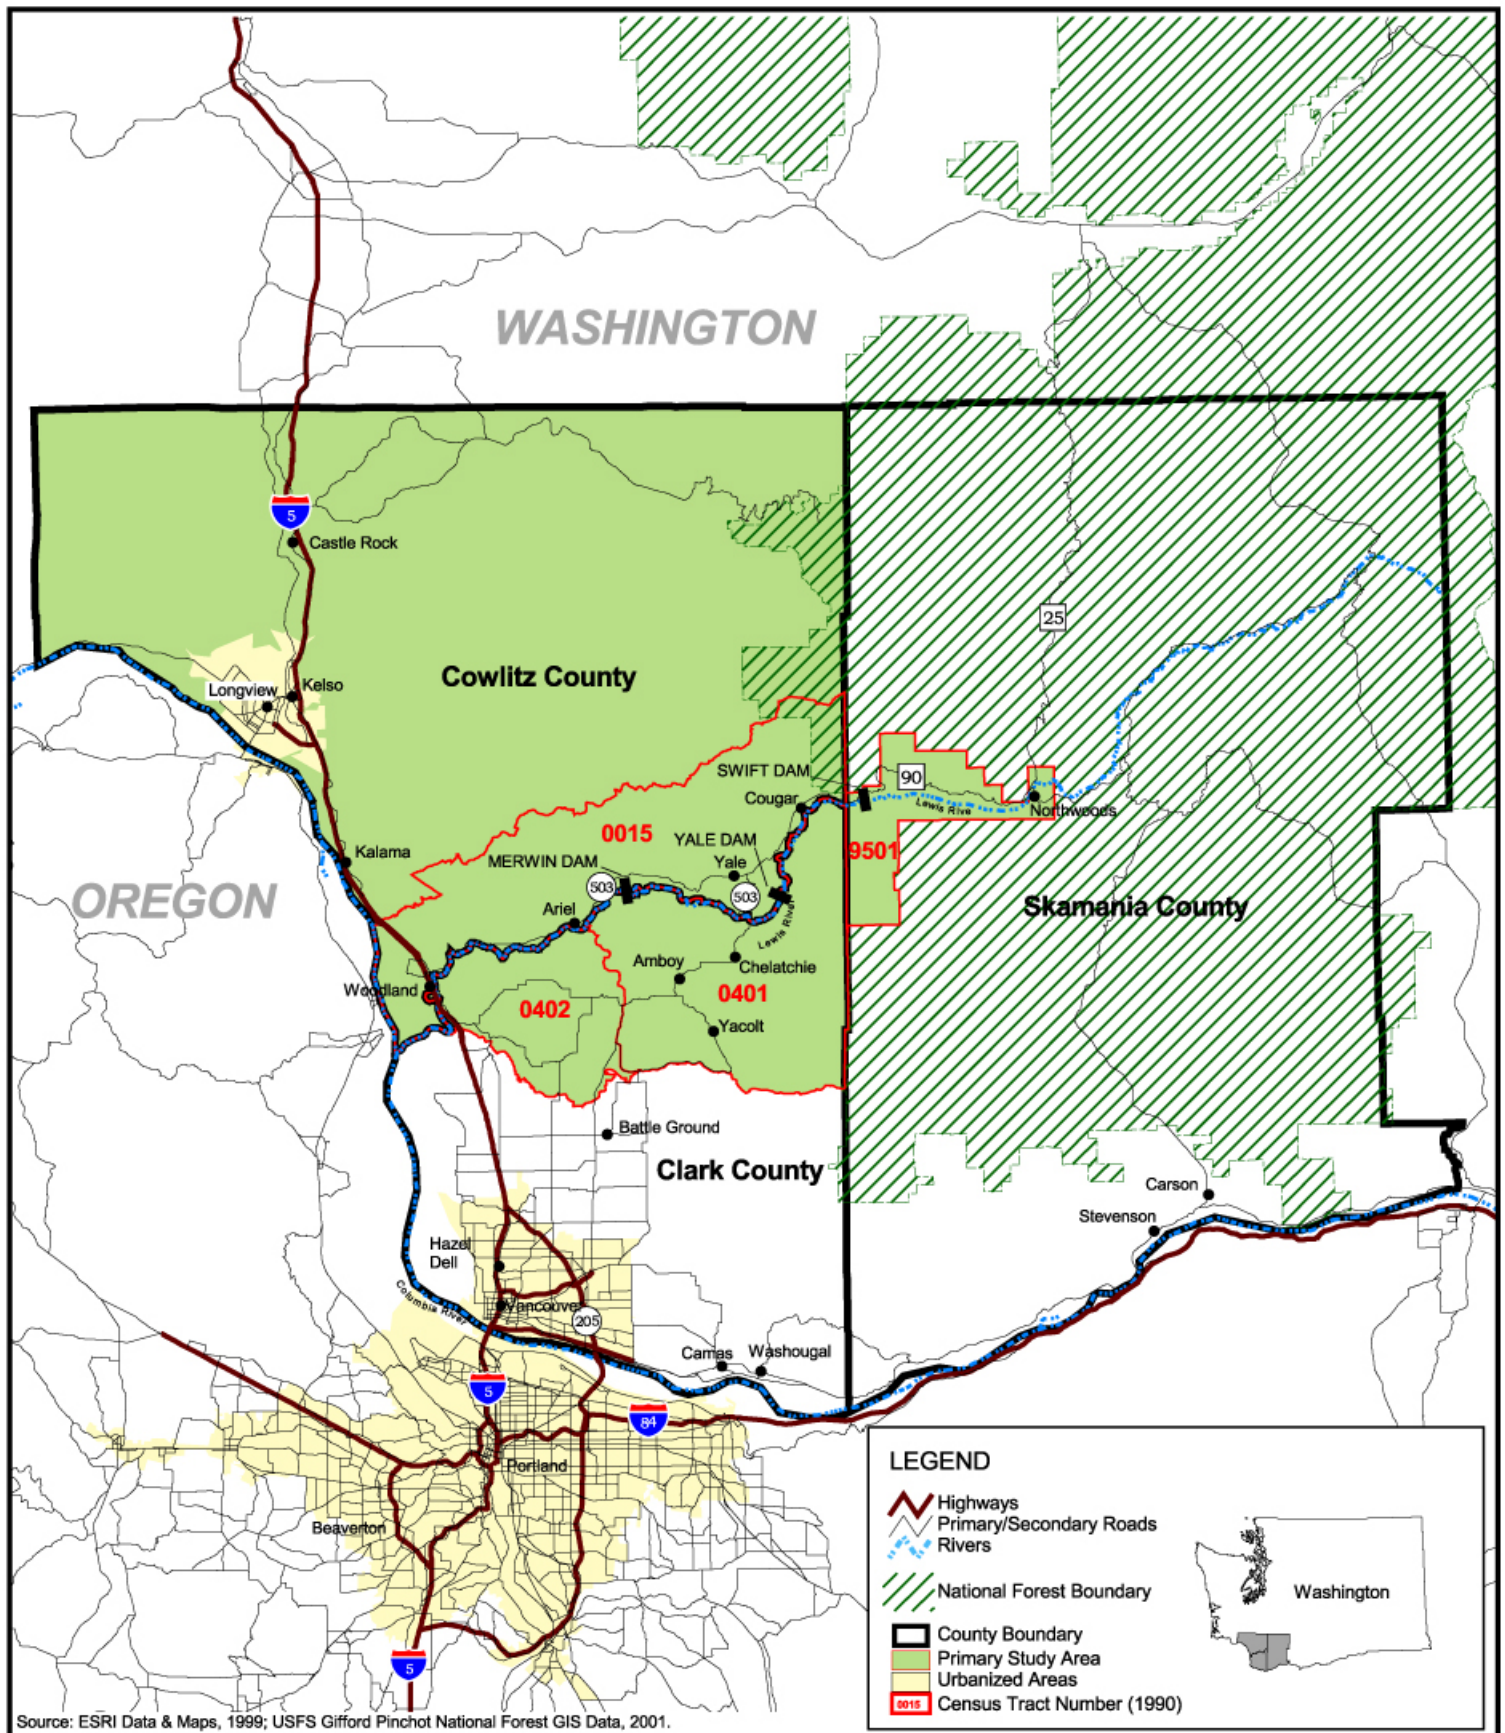 WASHINGTON
5
Castle Rock
25
Cowlitz County
Longview
Kelso
SWIFT DAM
90
Cougar
Lewis Rive
Northwoods
0015
YALE DAM
9501
Kalama
MERWIN DAM
Yale
OREGON
503
503
Skamania County
Ariel
Lewis River
Amboy
Chelatchie
Woodland
0401
0402
Yacolt
Battle Ground
Clark County
Carson
Stevenson
Hazel
Dell
Columbia River
Vancouve
205
Camas
Washougal
5
84
Portland
Beaverton
5
LEGEND
Highways
Primary/Secondary Roads
Rivers
National Forest Boundary
Washington
County Boundary
Primary Study Area
Urbanized Areas
0015
Census Tract Number (1990)
Source: ESRI Data & Maps, 1999; USFS Gifford Pinchot National Forest GIS Data, 2001.